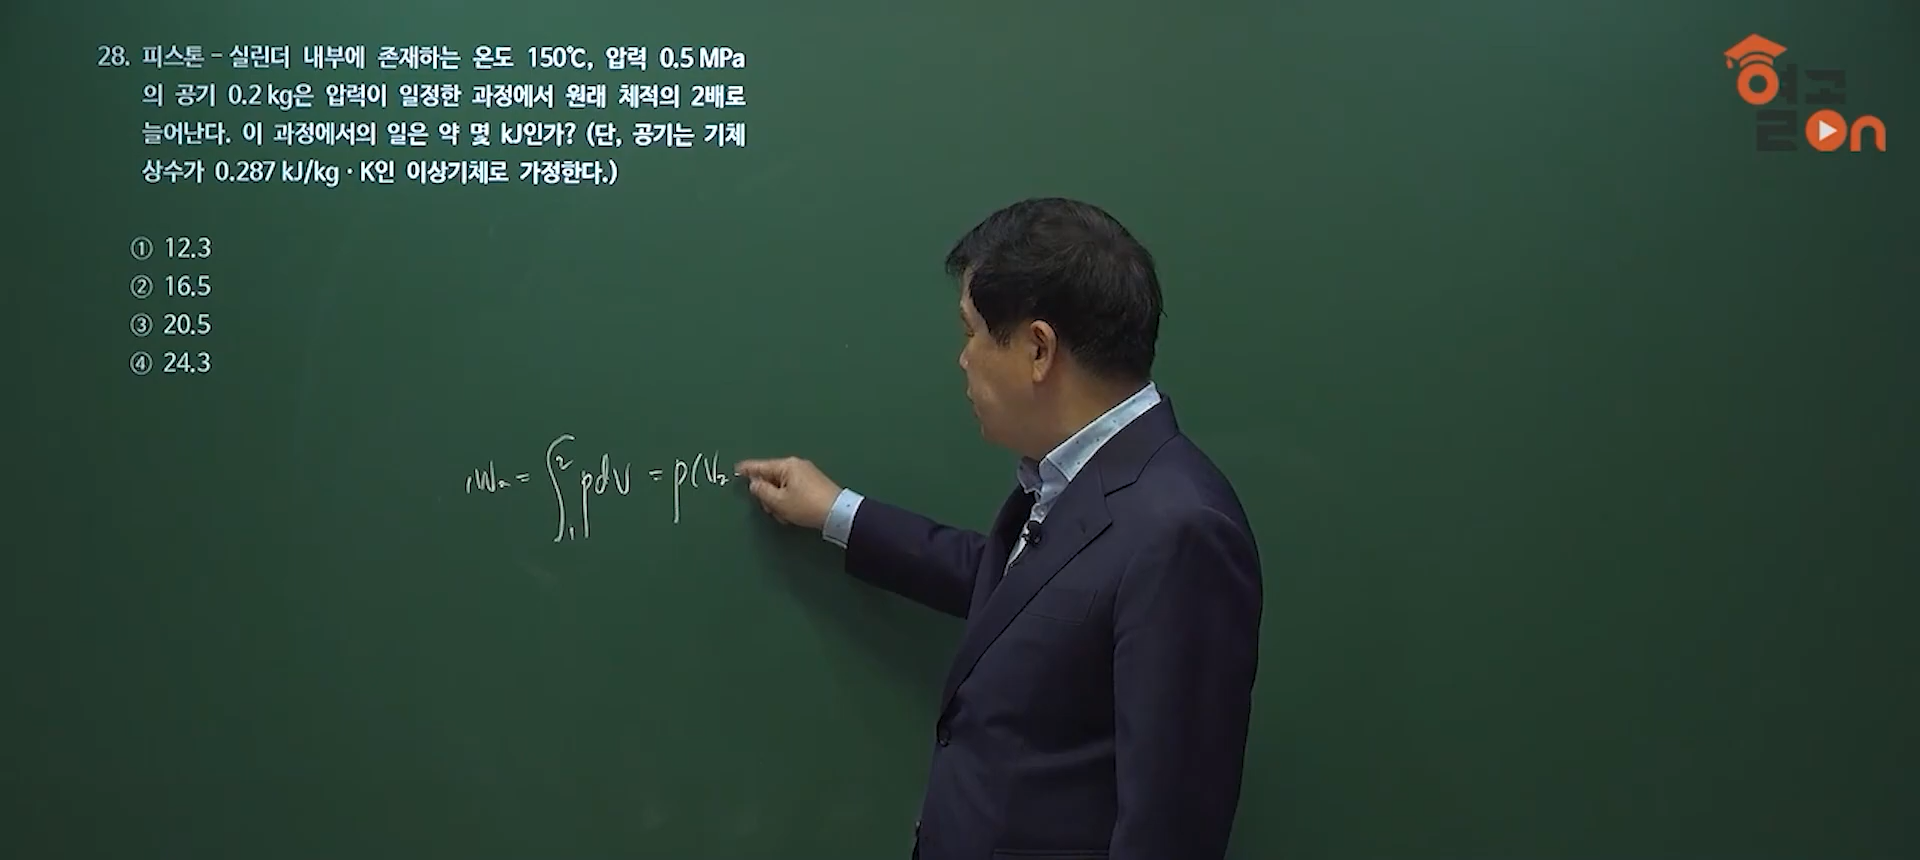 28. 피스톤 – 실린더 내부에 존재하는 온도 150℃, 압력 0.5 MPa
의 공기 0.2 kg은 압력이 일정한 과정에서 원래 체적의 2배로
늘어난다. 이 과정에서의 일은 약 몇 kJ인가? (단, 공기는 기체
상수가 0.287 kJ/kg · K인 이상기체로 가정한다.)
① 12.3
② 16.5
③ 20.5
④ 24.3
₁W₂ = ∫₁² pdV = p(V₂ -
열고
를on